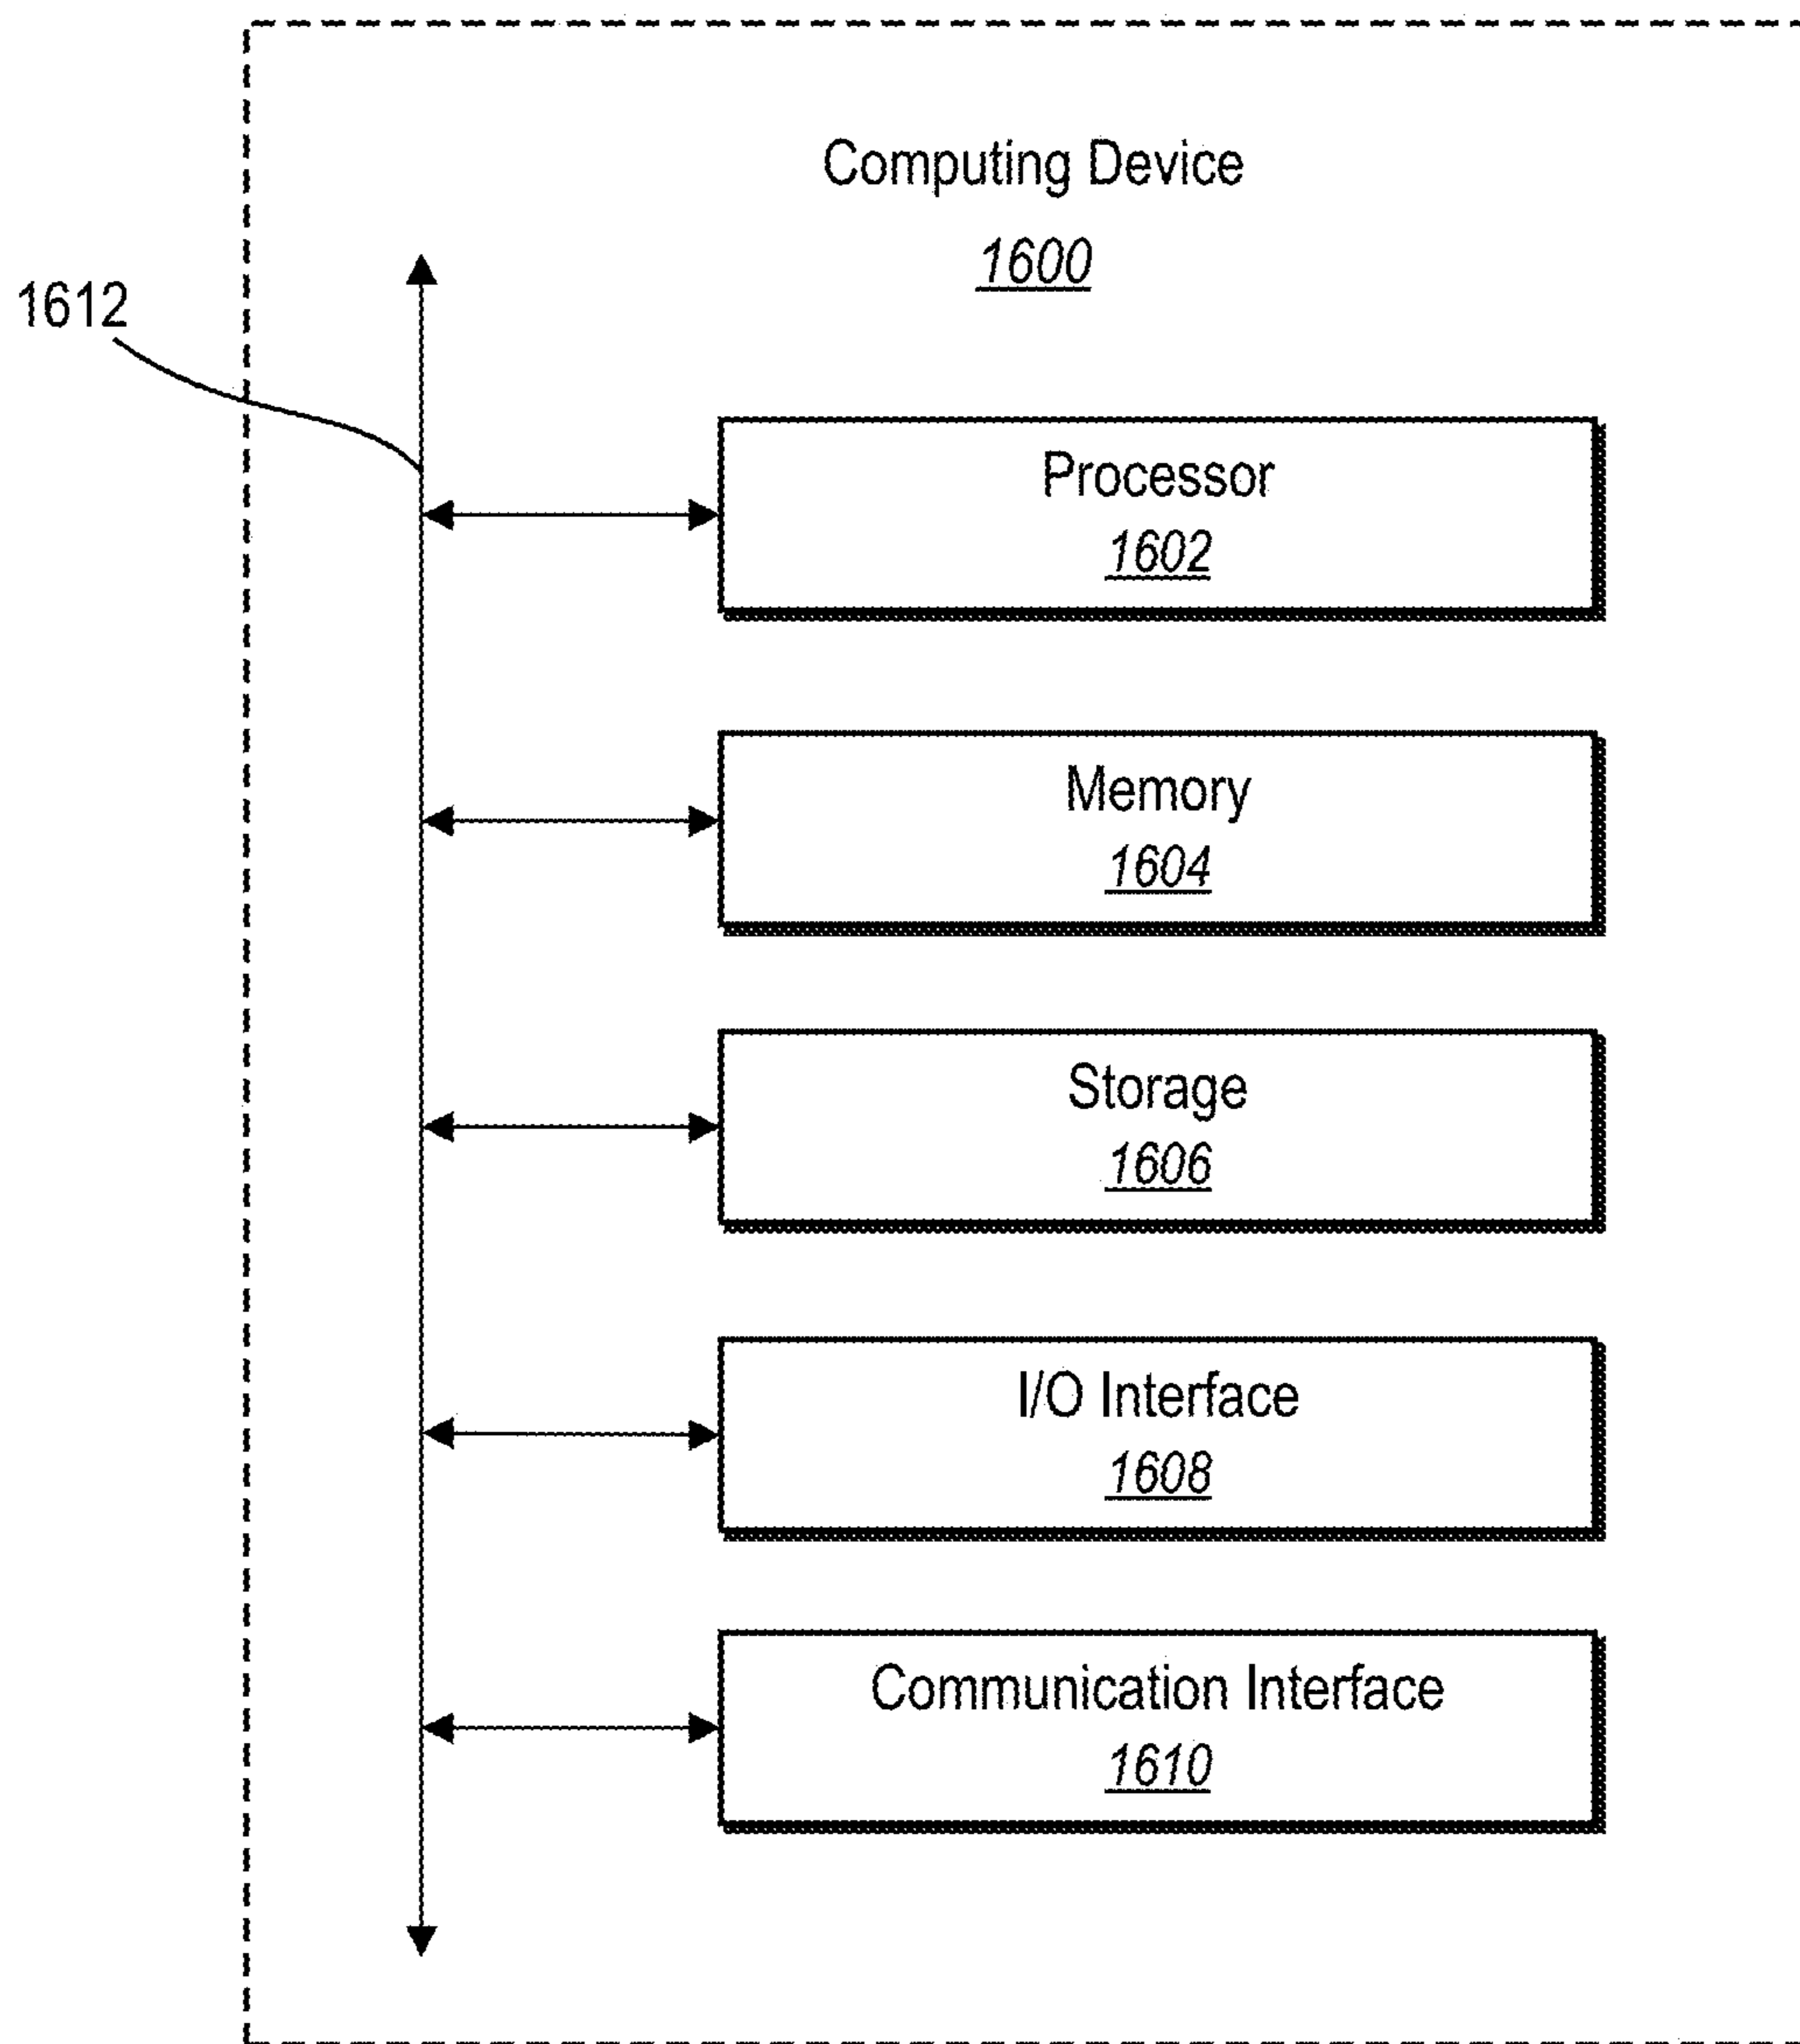 Computing Device
1600
1612
Processor
1602
Memory
1604
Storage
1606
I/O Interface
1608
Communication Interface
1610